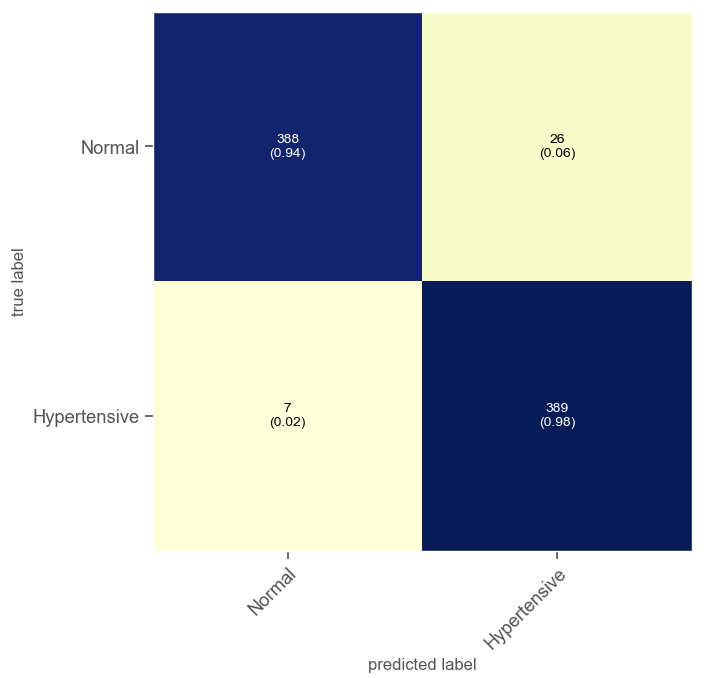 388
(0.94)
26
(0.06)
Normal
true label
7
(0.02)
389
(0.98)
Hypertensive
Normal
Hypertensive
predicted label